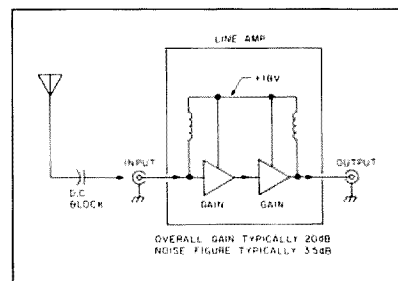 LINE AMP
+18V
INPUT
OUTPUT
D.C.
BLOCK
GAIN
GAIN
OVERALL GAIN TYPICALLY 20dB
NOISE FIGURE TYPICALLY 3.5dB